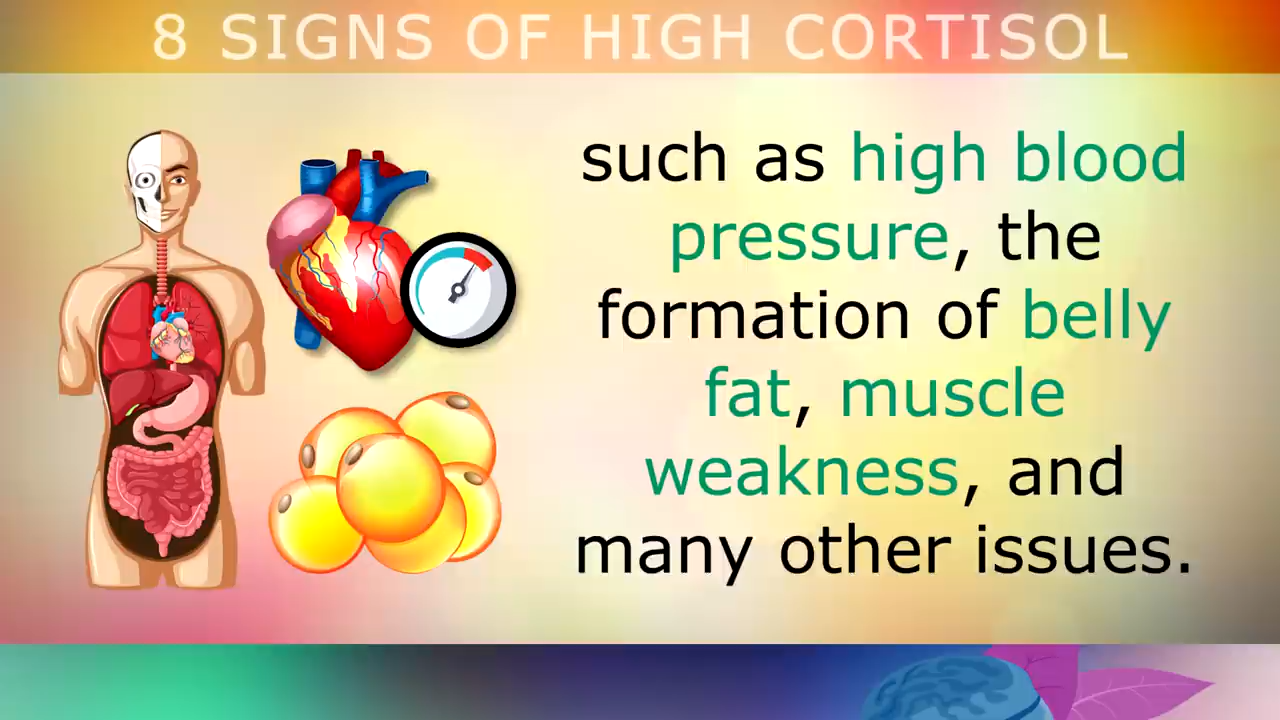 8 SIGNS OF HIGH CORTISOL
such as high blood
pressure, the
formation of belly
fat, muscle
weakness, and
many other issues.